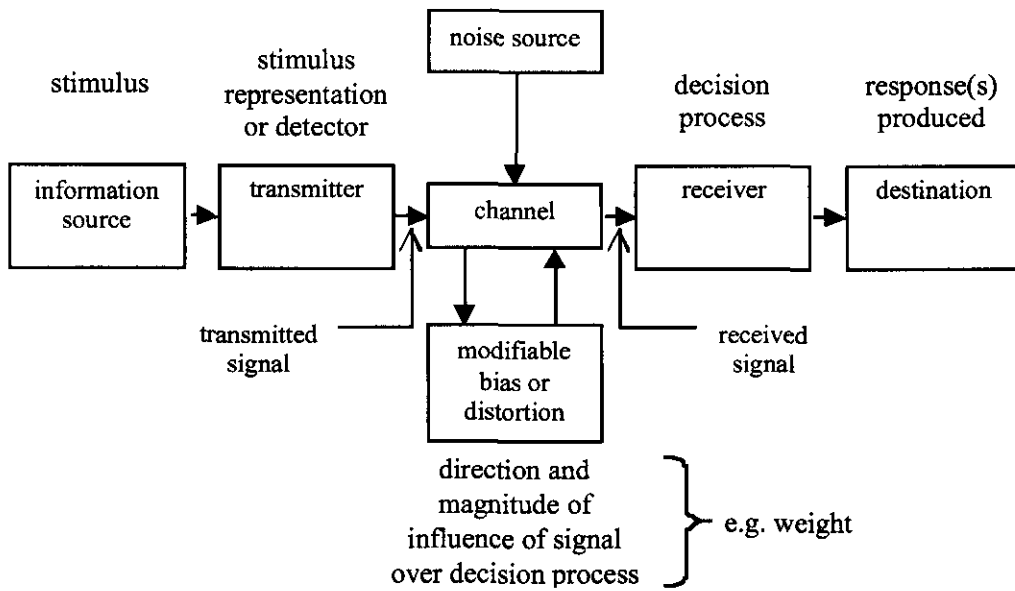 noise source
stimulus
stimulus
representation
or detector
decision
process
response(s)
produced
information
source
transmitter
channel
receiver
destination
transmitted
signal
modifiable
bias or
distortion
received
signal
direction and
magnitude of
influence of signal
over decision process
e.g. weight